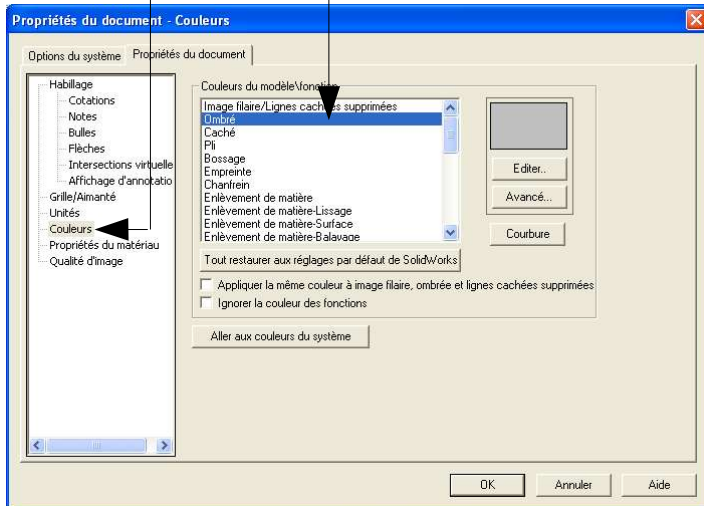 Propriétés du document - Couleurs
Options du système
Propriétés du document
Habillage
Cotations
Notes
Bulles
Flèches
Intersections virtuelle
Affichage d'annotatio
Grille/Aimanté
Unités
Couleurs
Propriétés du matériau
Qualité d'image
Couleurs du modèle\fonction
Image filaire/Lignes cachées supprimées
Ombré
Caché
Pli
Bossage
Empreinte
Chanfrein
Enlèvement de matière
Enlèvement de matière-Lissage
Enlèvement de matière-Surface
Enlèvement de matière-Balayage
Editer..
Avancé...
Courbure
Tout restaurer aux réglages par défaut de SolidWorks
Appliquer la même couleur à image filaire, ombrée et lignes cachées supprimées
Ignorer la couleur des fonctions
Aller aux couleurs du système
OK
Annuler
Aide